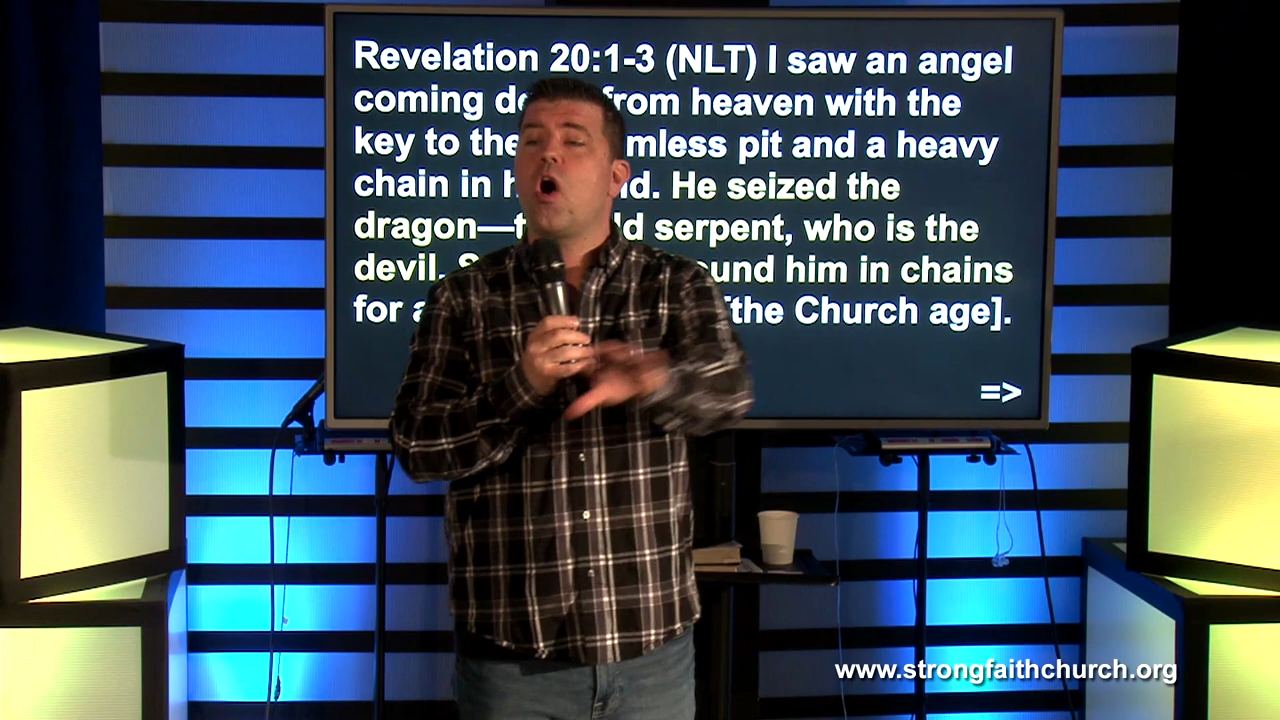 Revelation 20:1-3 (NLT) I saw an angel
coming from heaven with the
key to the pit and a heavy
chain in He seized the
dragon— serpent, who is the
devil. him in chains
for [the Church age].
=>
www.strongfaithchurch.org